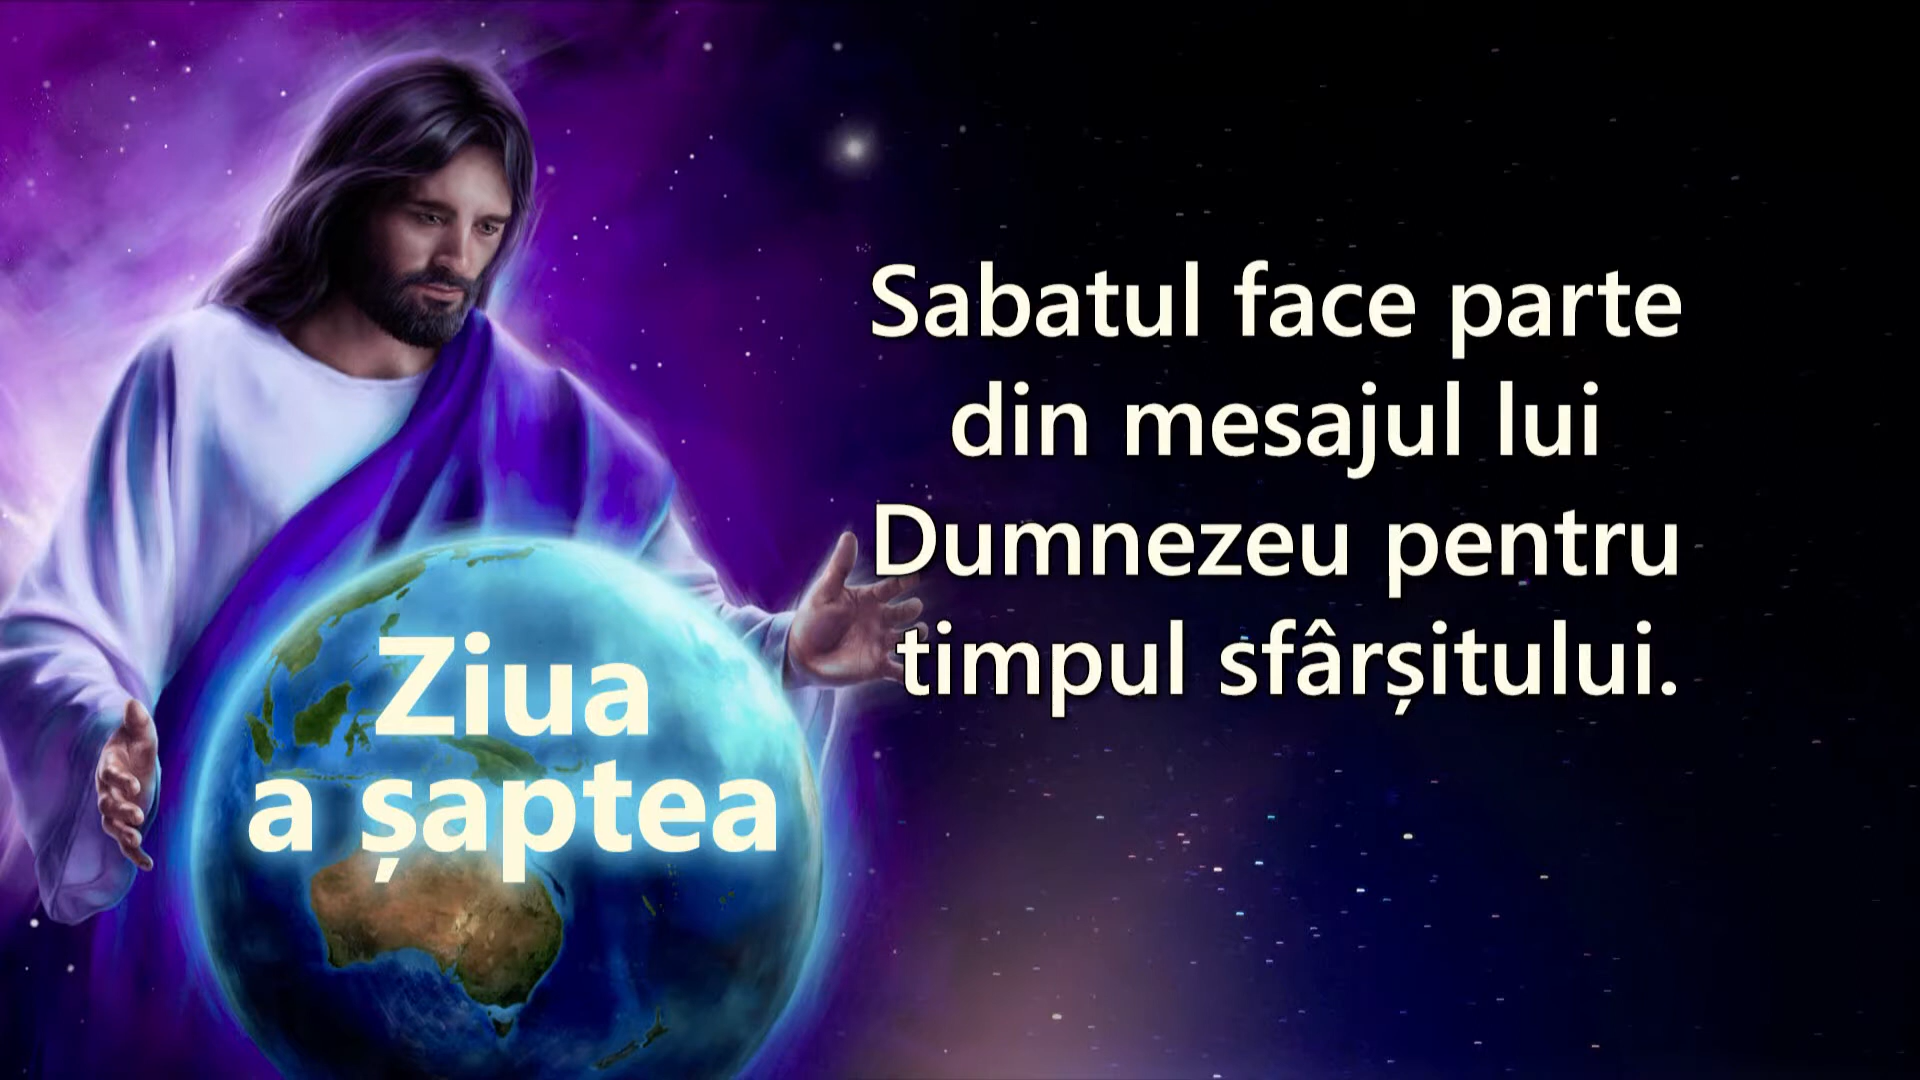 Sabatul face parte
din mesajul lui
Dumnezeu pentru
timpul sfârșitului.
Ziua
a șaptea